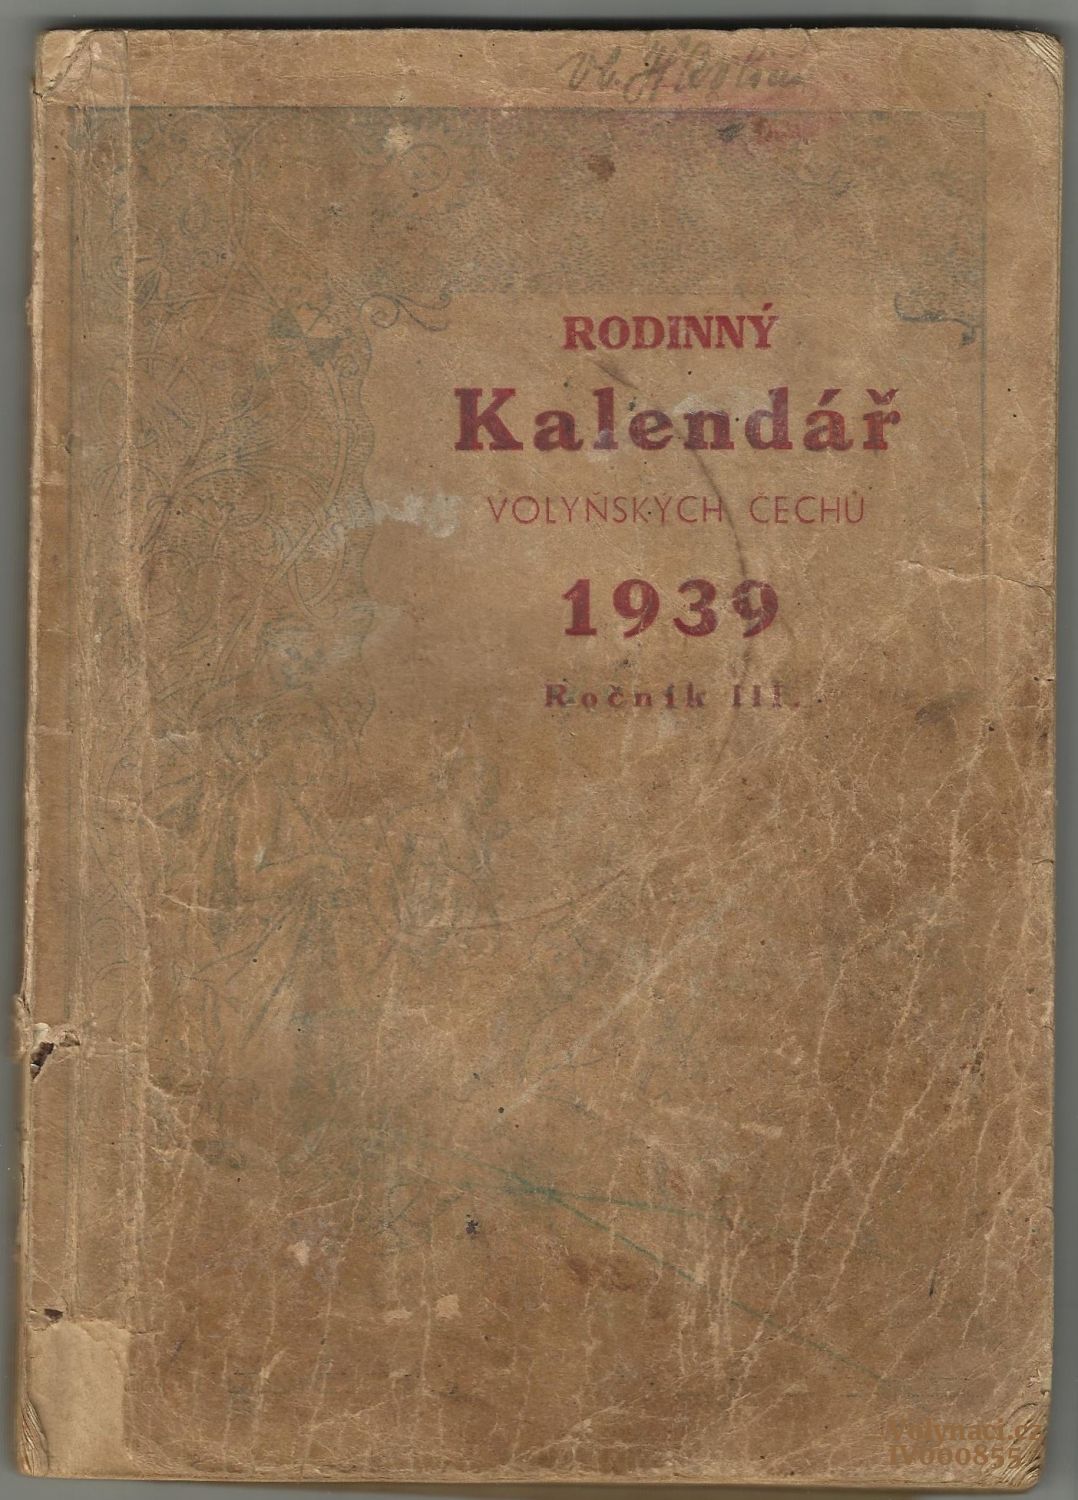 RODINNÝ
Kalendář
VOLYŇSKÝCH ČECHŮ
1939
Ročník III.
Volynaci.cz
IV000855